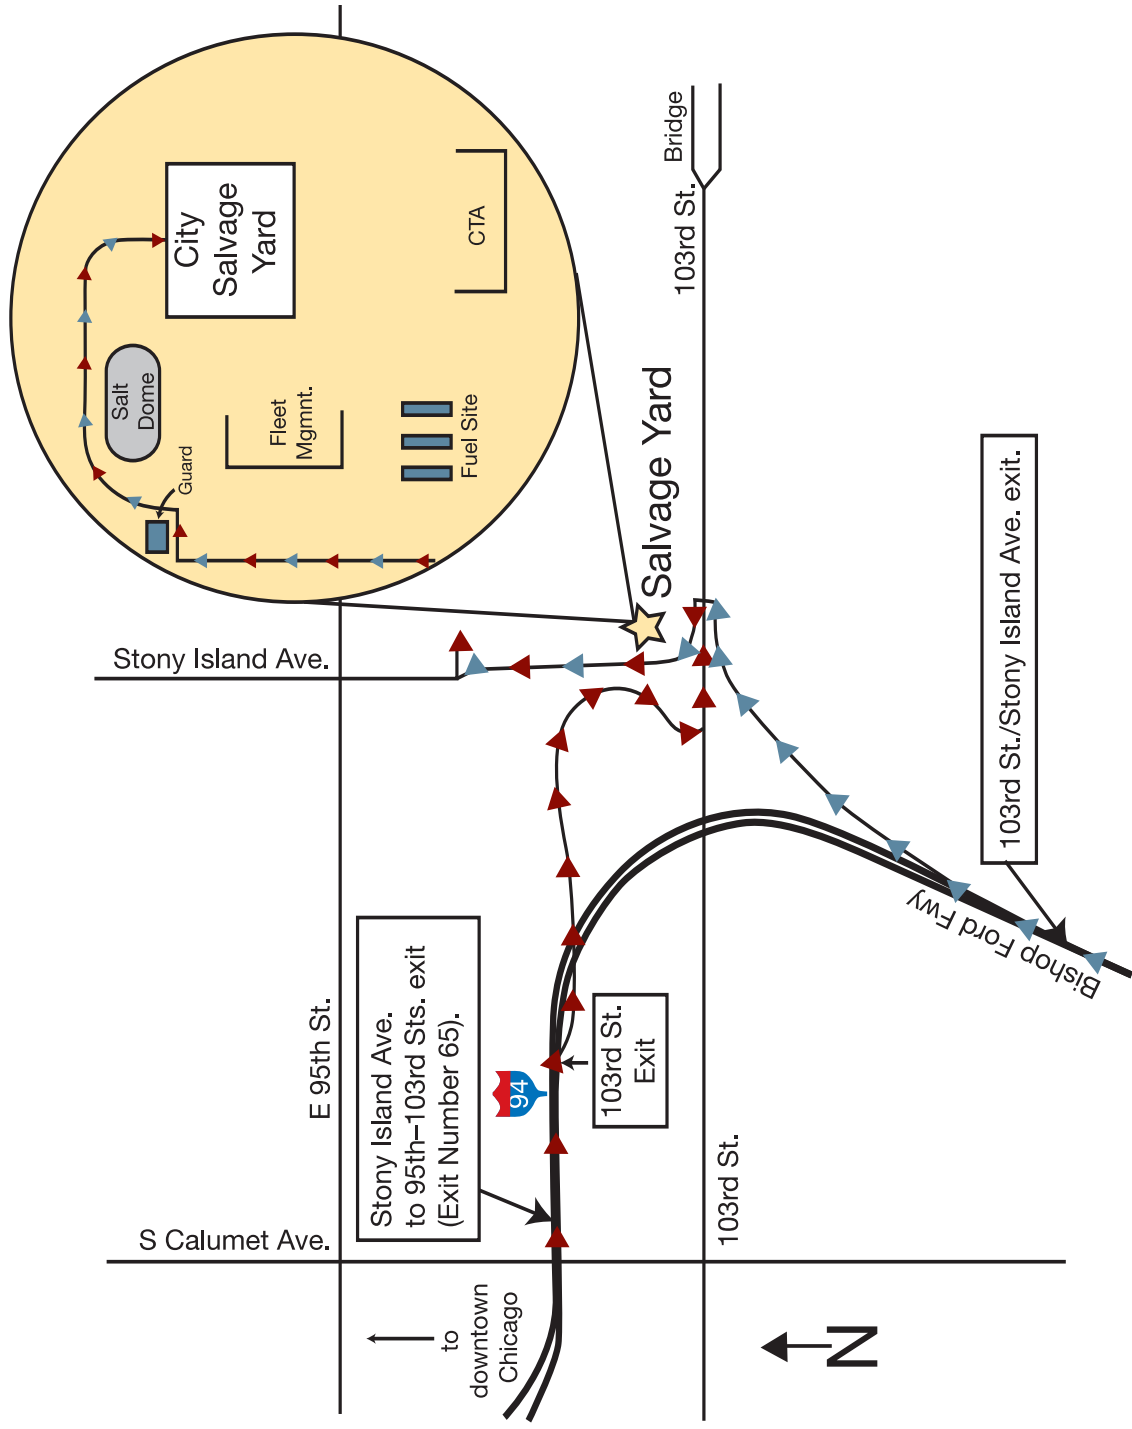 Stony Island Ave.
S Calumet Ave.
E 95th St.
City
Salvage
Yard
Salt
Dome
Guard
Fleet
Mgmnt.
Fuel Site
CTA
Salvage Yard
Bridge
103rd St.
Stony Island Ave.
to 95th–103rd Sts. exit
(Exit Number 65).
94
103rd St.
Exit
103rd St.
103rd St./Stony Island Ave. exit.
Bishop Ford Fwy
to
downtown
Chicago
N